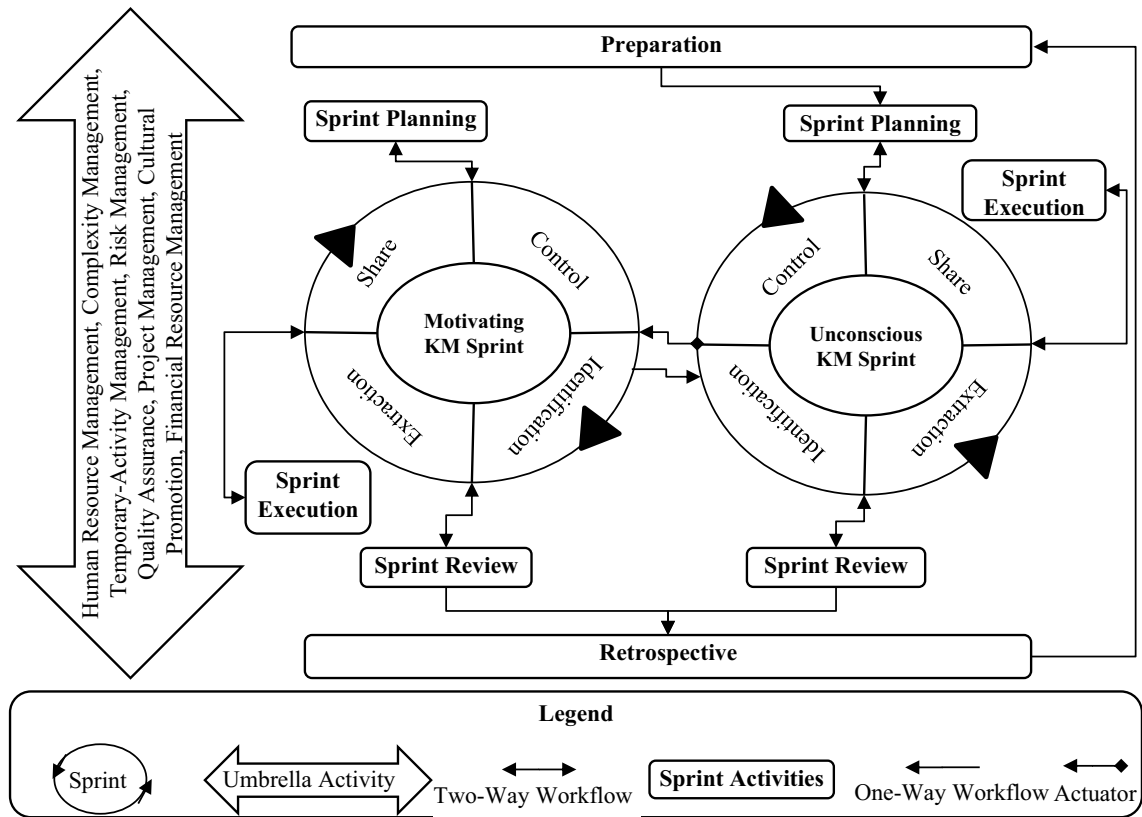 Human Resource Management, Complexity Management,
Temporary-Activity Management, Risk Management,
Quality Assurance, Project Management, Cultural
Promotion, Financial Resource Management
Preparation
Sprint Planning
Sprint Planning
Sprint
Execution
Share
Control
Control
Share
Motivating
KM Sprint
Unconscious
KM Sprint
Extraction
Identification
Identification
Extraction
Sprint
Execution
Sprint Review
Sprint Review
Retrospective
Legend
Sprint
Umbrella Activity
Two-Way Workflow
Sprint Activities
One-Way Workflow
Actuator